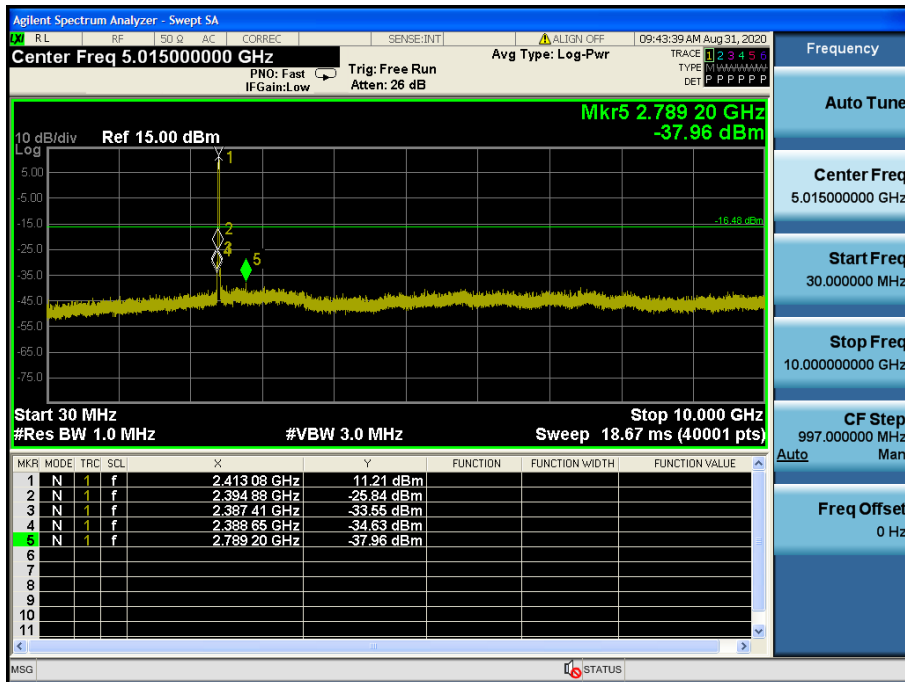 Agilent Spectrum Analyzer - Swept SA
LXI RL RF 50 Ω AC CORREC SENSE:INT ALIGN OFF 09:43:39 AM Aug 31, 2020
Center Freq 5.015000000 GHz
PNO: Fast
IFGain:Low
Trig: Free Run
Atten: 26 dB
Avg Type: Log-Pwr
TRACE 1 2 3 4 5 6
TYPE M WWWWW
DET P P P P P P
Mkr5 2.789 20 GHz
-37.96 dBm
10 dB/div Ref 15.00 dBm
Log
5.00
-5.00
-15.0
-25.0
-35.0
-45.0
-55.0
-65.0
-75.0
1
2
3
4
5
-16.48 dBm
Start 30 MHz Stop 10.000 GHz
#Res BW 1.0 MHz #VBW 3.0 MHz Sweep 18.67 ms (40001 pts)
MKR MODE TRC SCL X Y FUNCTION FUNCTION WIDTH FUNCTION VALUE
1 N 1 f 2.413 08 GHz 11.21 dBm
2 N 1 f 2.394 88 GHz -25.84 dBm
3 N 1 f 2.387 41 GHz -33.55 dBm
4 N 1 f 2.388 65 GHz -34.63 dBm
5 N 1 f 2.789 20 GHz -37.96 dBm
6
7
8
9
10
11
MSG STATUS
Frequency
Auto Tune
Center Freq
5.015000000 GHz
Start Freq
30.000000 MHz
Stop Freq
10.000000000 GHz
CF Step
997.000000 MHz
Auto Man
Freq Offset
0 Hz